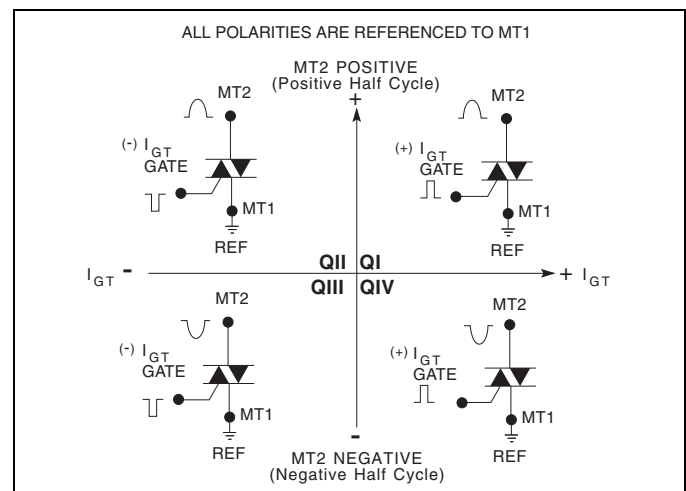 ALL POLARITIES ARE REFERENCED TO MT1
MT2 POSITIVE
(Positive Half Cycle)
+
MT2
(-) IGT
GATE
MT1
REF
MT2
(+) IGT
GATE
MT1
REF
QII QI
IGT -
+ IGT
QIII QIV
MT2
(-) IGT
GATE
MT1
REF
MT2
(+) IGT
GATE
MT1
REF
-
MT2 NEGATIVE
(Negative Half Cycle)